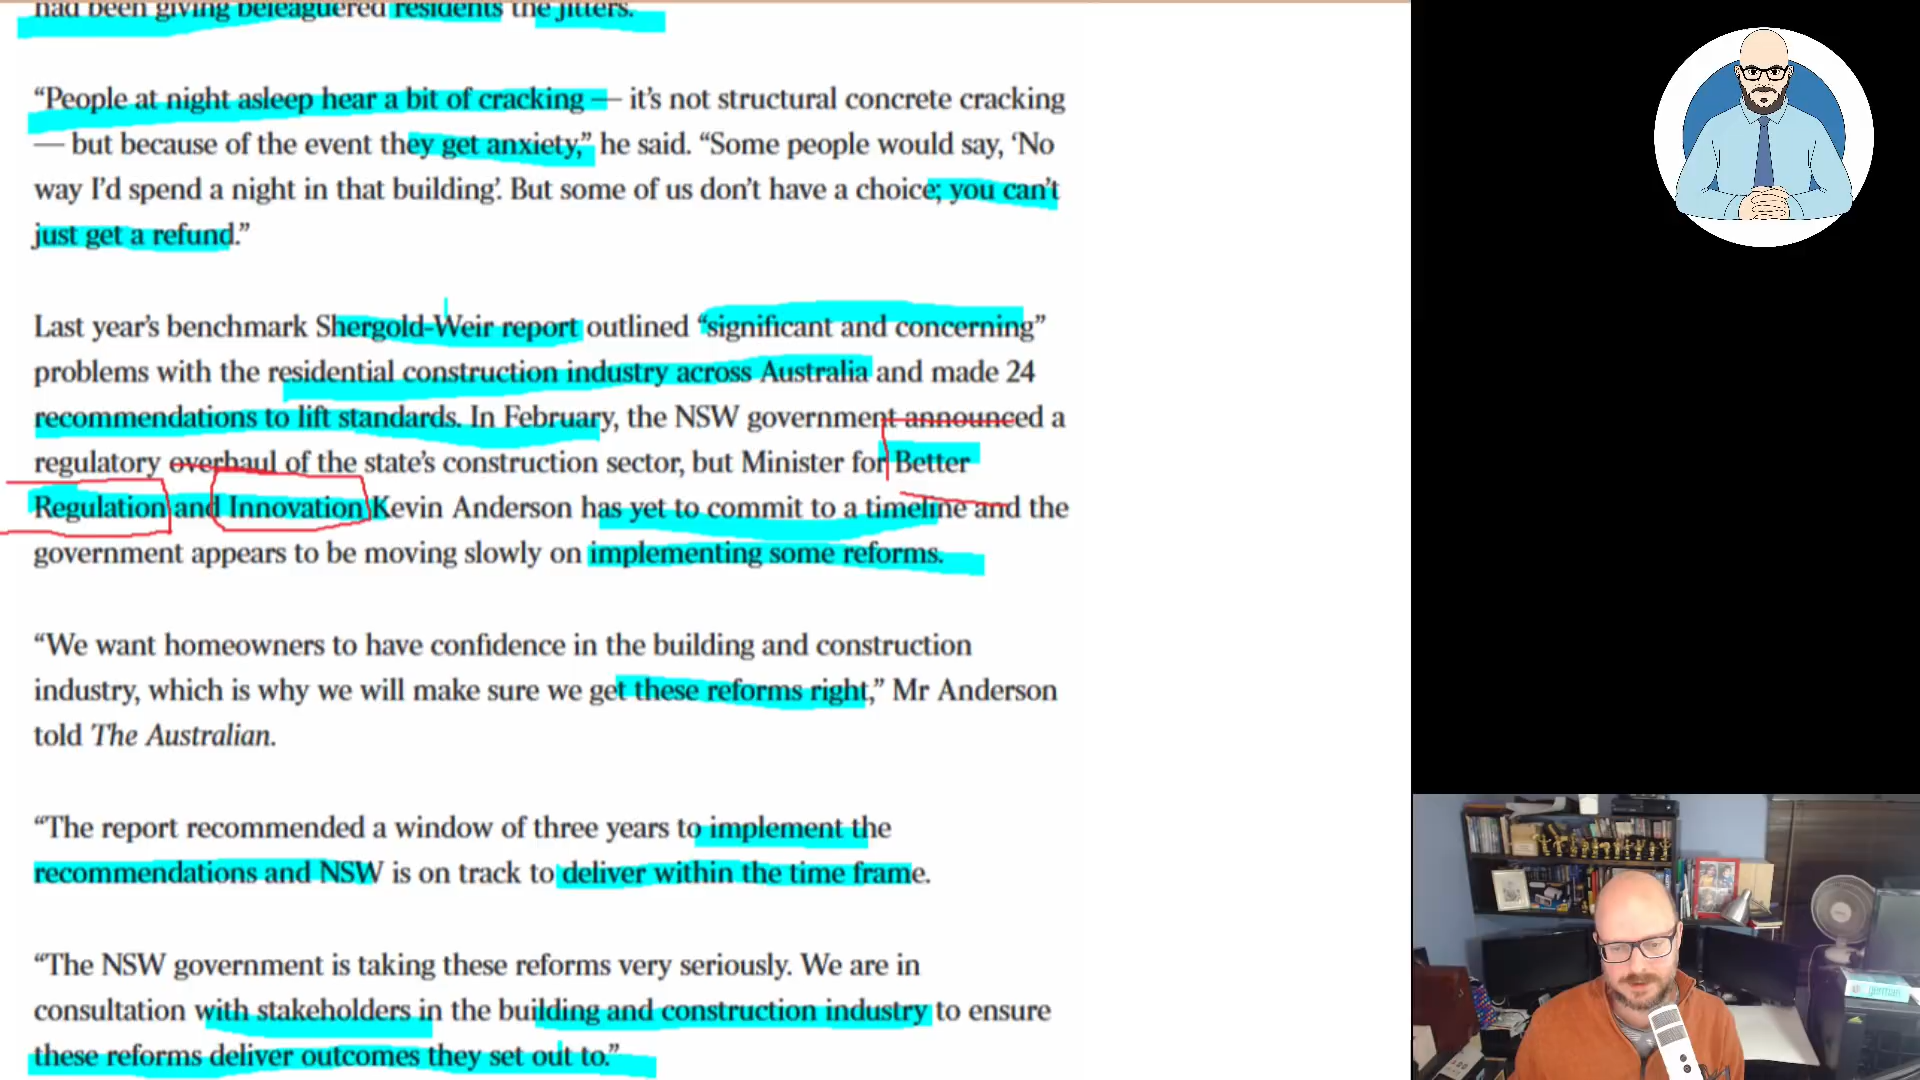 had been giving beleaguered residents the jitters.
“People at night asleep hear a bit of cracking — it’s not structural concrete cracking
— but because of the event they get anxiety,” he said. “Some people would say, ‘No
way I’d spend a night in that building’. But some of us don’t have a choice; you can’t
just get a refund.”
Last year’s benchmark Shergold-Weir report outlined “significant and concerning”
problems with the residential construction industry across Australia and made 24
recommendations to lift standards. In February, the NSW government announced a
regulatory overhaul of the state’s construction sector, but Minister for Better
Regulation and Innovation Kevin Anderson has yet to commit to a timeline and the
government appears to be moving slowly on implementing some reforms.
“We want homeowners to have confidence in the building and construction
industry, which is why we will make sure we get these reforms right,” Mr Anderson
told The Australian.
“The report recommended a window of three years to implement the
recommendations and NSW is on track to deliver within the time frame.
“The NSW government is taking these reforms very seriously. We are in
consultation with stakeholders in the building and construction industry to ensure
these reforms deliver outcomes they set out to.”
german